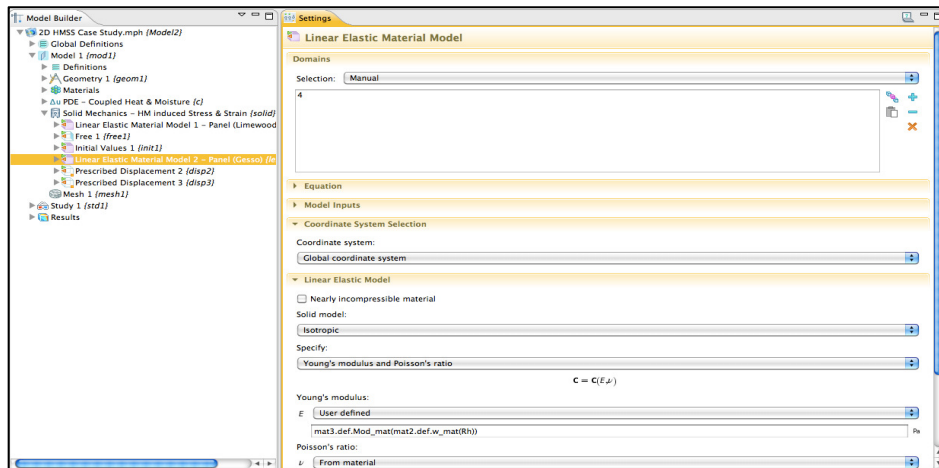 Model Builder
2D HMSS Case Study.mph {Model2}
Global Definitions
Model 1 {mod1}
Definitions
Geometry 1 {geom1}
Materials
Δu PDE - Coupled Heat & Moisture {c}
Solid Mechanics - HM induced Stress & Strain {solid}
Linear Elastic Material Model 1 - Panel (Limewood
Free 1 {free1}
Initial Values 1 {init1}
Linear Elastic Material Model 2 - Panel (Gesso) {le
Prescribed Displacement 2 {disp2}
Prescribed Displacement 3 {disp3}
Mesh 1 {mesh1}
Study 1 {std1}
Results
Settings
Linear Elastic Material Model
Domains
Selection: Manual
4
Equation
Model Inputs
Coordinate System Selection
Coordinate system:
Global coordinate system
Linear Elastic Model
Nearly incompressible material
Solid model:
Isotropic
Specify:
Young's modulus and Poisson's ratio
C = C(E,ν)
Young's modulus:
E User defined
mat3.def.Mod_mat(mat2.def.w_mat(Rh)) Pa
Poisson's ratio:
ν From material